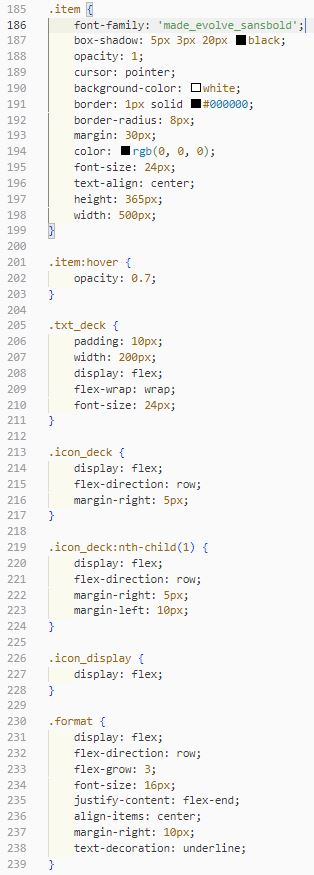 185 .item {
186 font-family: 'made_evolve_sansbold';
187 box-shadow: 5px 3px 20px black;
188 opacity: 1;
189 cursor: pointer;
190 background-color: white;
191 border: 1px solid #000000;
192 border-radius: 8px;
193 margin: 30px;
194 color: rgb(0, 0, 0);
195 font-size: 24px;
196 text-align: center;
197 height: 365px;
198 width: 500px;
199 }
200
201 .item:hover {
202 opacity: 0.7;
203 }
204
205 .txt_deck {
206 padding: 10px;
207 width: 200px;
208 display: flex;
209 flex-wrap: wrap;
210 font-size: 24px;
211 }
212
213 .icon_deck {
214 display: flex;
215 flex-direction: row;
216 margin-right: 5px;
217 }
218
219 .icon_deck:nth-child(1) {
220 display: flex;
221 flex-direction: row;
222 margin-right: 5px;
223 margin-left: 10px;
224 }
225
226 .icon_display {
227 display: flex;
228 }
229
230 .format {
231 display: flex;
232 flex-direction: row;
233 flex-grow: 3;
234 font-size: 16px;
235 justify-content: flex-end;
236 align-items: center;
237 margin-right: 10px;
238 text-decoration: underline;
239 }